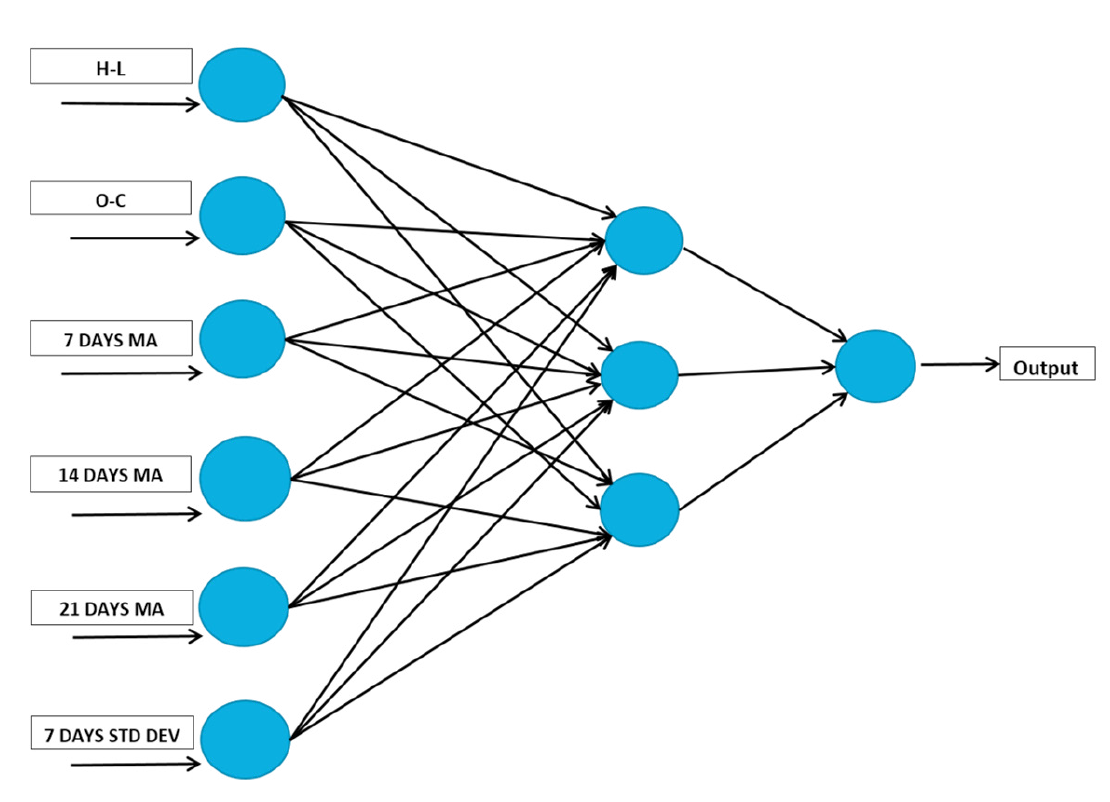 H-L
O-C
7 DAYS MA
14 DAYS MA
21 DAYS MA
7 DAYS STD DEV
Output